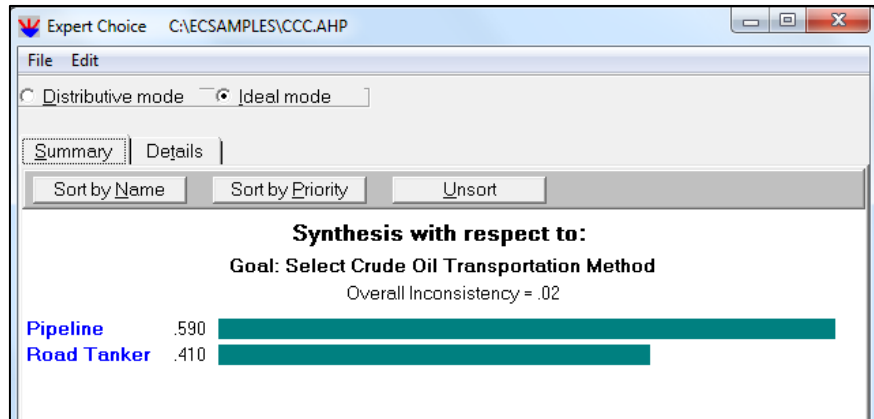 Expert Choice C:\ECSAMPLES\CCC.AHP
File Edit
Distributive mode Ideal mode
Summary Details
Sort by Name Sort by Priority Unsort
Synthesis with respect to:
Goal: Select Crude Oil Transportation Method
Overall Inconsistency = .02
Pipeline .590
Road Tanker .410